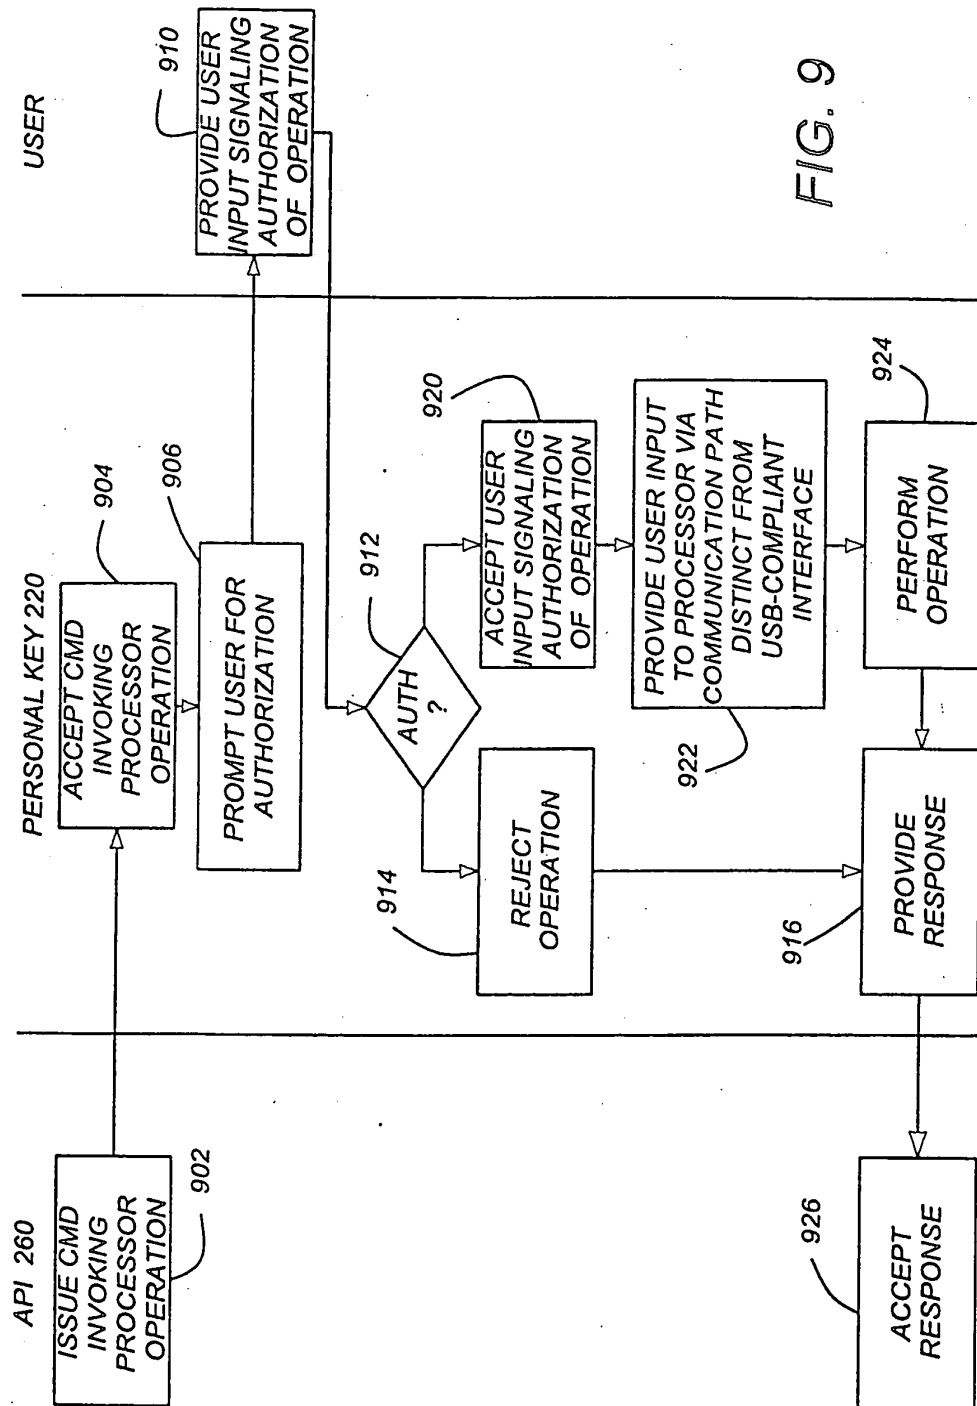 API 260
PERSONAL KEY 220
USER
ISSUE CMD
INVOKING
PROCESSOR
OPERATION
902
ACCEPT CMD
INVOKING
PROCESSOR
OPERATION
904
PROMPT USER FOR
AUTHORIZATION
906
PROVIDE USER
INPUT SIGNALING
AUTHORIZATION
OF OPERATION
910
AUTH
?
912
REJECT
OPERATION
914
ACCEPT USER
INPUT SIGNALING
AUTHORIZATION
OF OPERATION
920
PROVIDE USER INPUT
TO PROCESSOR VIA
COMMUNICATION PATH
DISTINCT FROM
USB-COMPLIANT
INTERFACE
922
PERFORM
OPERATION
924
PROVIDE
RESPONSE
916
ACCEPT
RESPONSE
926
FIG. 9